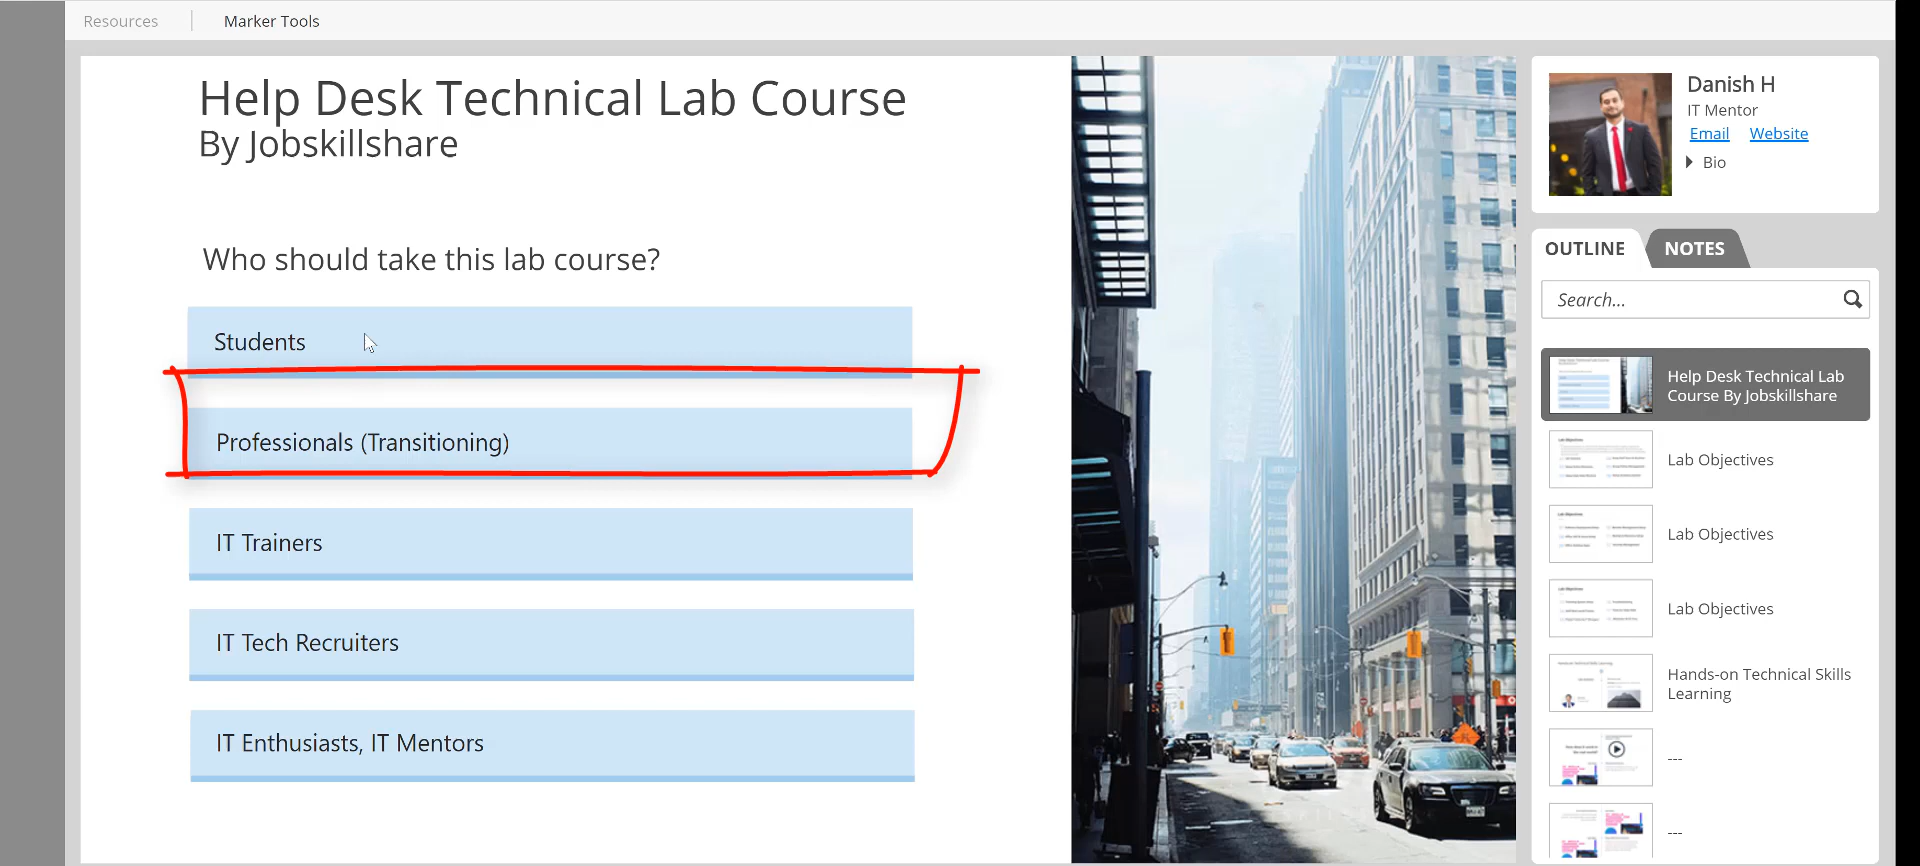 Resources
Marker Tools
Help Desk Technical Lab Course
By Jobskillshare
Who should take this lab course?
Students
Professionals (Transitioning)
IT Trainers
IT Tech Recruiters
IT Enthusiasts, IT Mentors
Danish H
IT Mentor
Email Website
Bio
OUTLINE
NOTES
Search...
Help Desk Technical Lab
Course By Jobskillshare
Lab Objectives
Lab Objectives
Lab Objectives
Hands-on Technical Skills
Learning
---
---